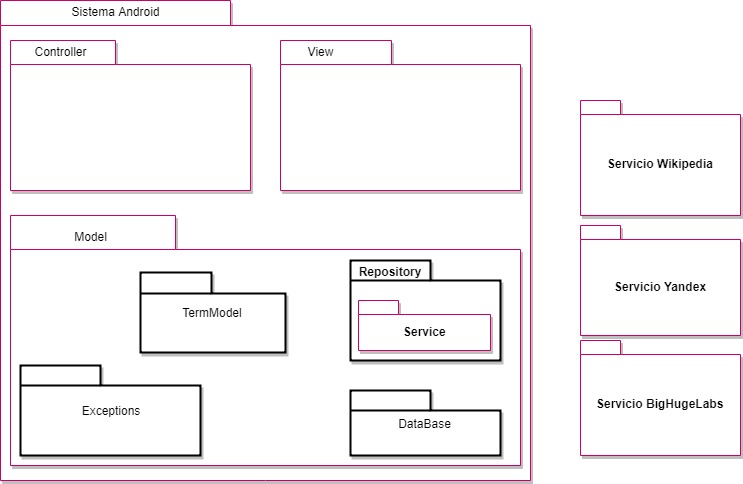 Sistema Android
Controller
View
Servicio Wikipedia
Model
Repository
TermModel
Service
Servicio Yandex
Exceptions
DataBase
Servicio BigHugeLabs